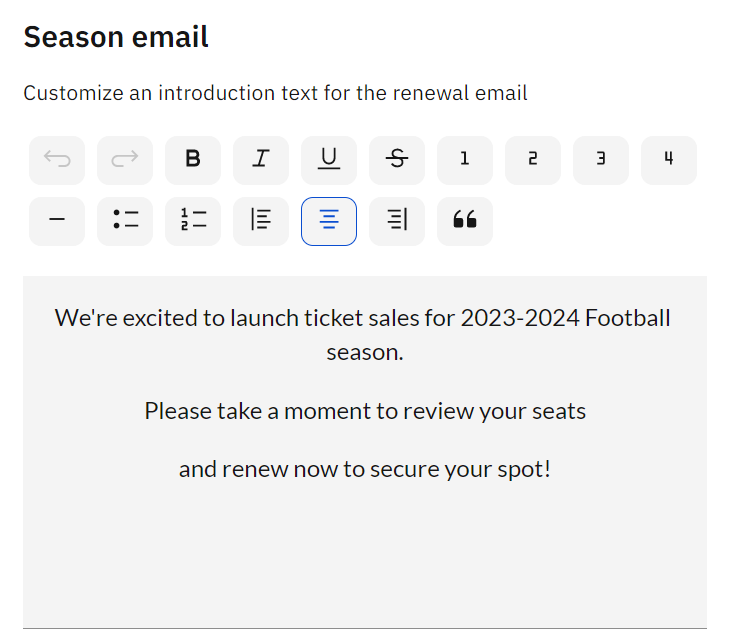 Season email
Customize an introduction text for the renewal email
B I U S 1 2 3 4
We're excited to launch ticket sales for 2023-2024 Football
season.
Please take a moment to review your seats
and renew now to secure your spot!